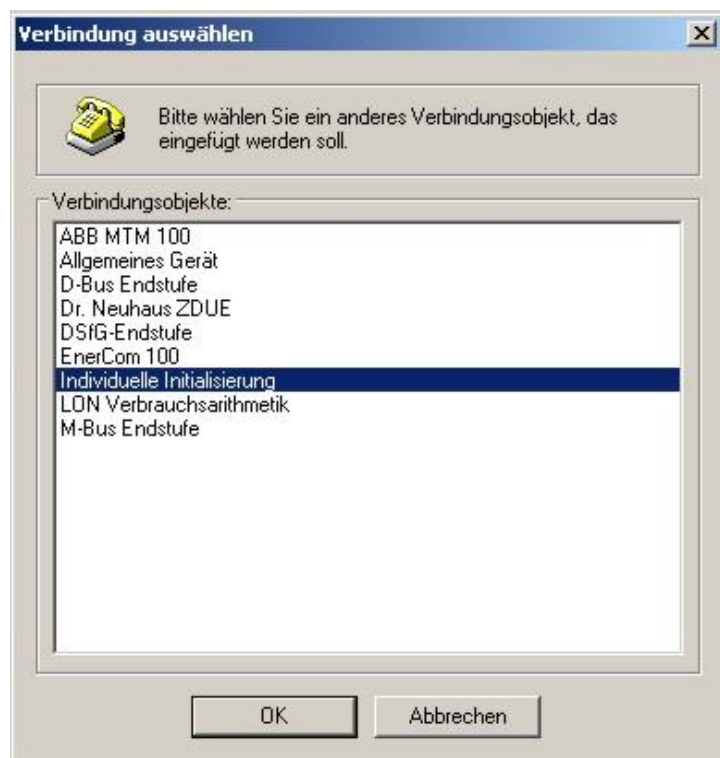 Verbindung auswählen
Bitte wählen Sie ein anderes Verbindungsobjekt, das
eingefügt werden soll.
Verbindungsobjekte:
ABB MTM 100
Allgemeines Gerät
D-Bus Endstufe
Dr. Neuhaus ZDUE
DSfG-Endstufe
EnerCom 100
Individuelle Initialisierung
LON Verbrauchsarithmetik
M-Bus Endstufe
OK
Abbrechen